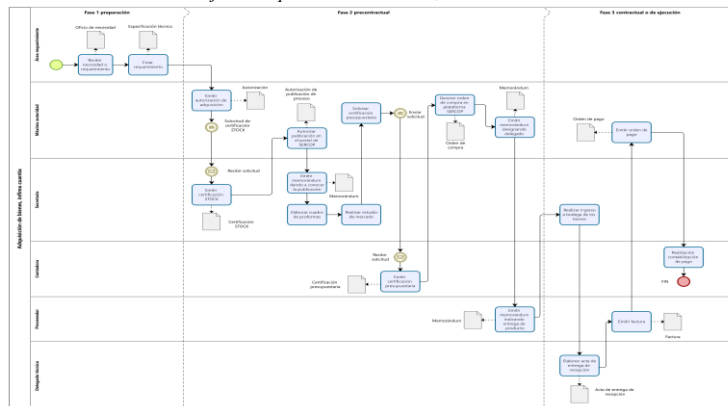 Fase 1 preparación
Fase 2 precontractual
Fase 3 contractual o de ejecución
Adquisición de bienes, ínfima cuantía
Área requirimiento
Máxima autoridad
Secretaría
Contadora
Proveedor
Delegado técnico
Oficio de necesidad
Especificación técnica
Recibir necesidad o requerimiento
Crear requerimiento
Emitir autorización de adquisición
Autorización
Solicitud de certificación STOCK
Recibir solicitud
Emitir certificación STOCK
Certificación STOCK
Autorización de publicación de proceso
Autorizar publicación en el portal de SERCOP
Emitir memorándum dando a conocer la publicación
Memorándum
Elaborar cuadro de proformas
Realizar estudio de mercado
Solicitar certificación presupuestaria
Enviar solicitud
Recibir solicitud
Emitir certificación presupuestaria
Certificación presupuestaria
Generar orden de compra en plataforma SERCOP
Orden de compra
Memorándum
Emitir memorándum designando delegado
Memorándum
Emitir memorándum indicando entrega de producto
Realizar ingreso a bodega de los bienes
Elaborar acta de entrega de recepción
Acta de entrega de recepción
Emitir factura
Factura
Orden de pago
Emitir orden de pago
Realización contabilización de pago
FIN